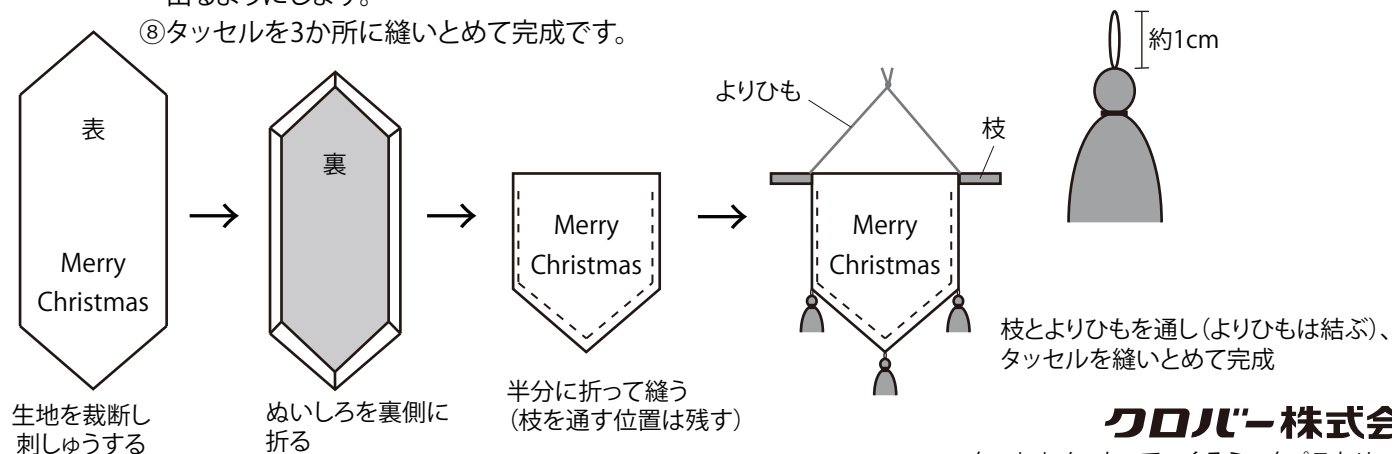 出るようにします。
⑧タッセルを3か所に縫いとめて完成です。
約1cm
よりひも
枝
表
裏
Merry
Christmas
Merry
Christmas
Merry
Christmas
生地を裁断し
刺しゅうする
ぬいしろを裏側に
折る
半分に折って縫う
（枝を通す位置は残す）
枝とよりひもを通し（よりひもは結ぶ）、
タッセルを縫いとめて完成
クロバー株式会